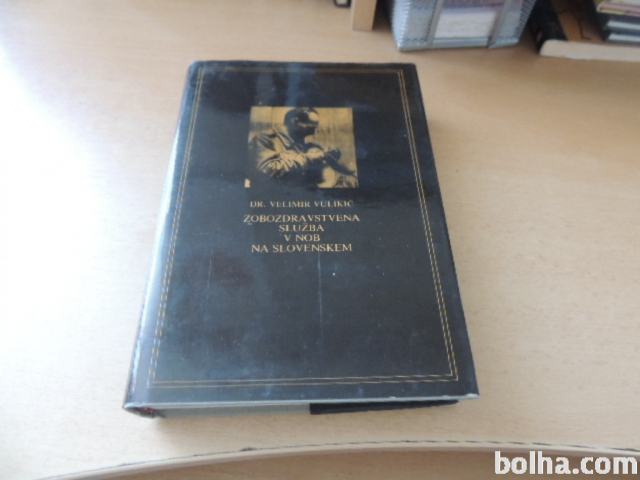 DR. VELIMIR VULIKIĆ
ZOBOZDRAVSTVENA
SLUŽBA
V NOB
NA SLOVENSKEM
bolha.com